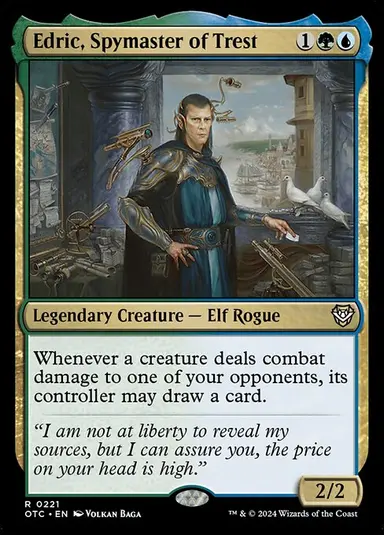 Edric, Spymaster of Trest 1
Legendary Creature — Elf Rogue
Whenever a creature deals combat
damage to one of your opponents, its
controller may draw a card.
“I am not at liberty to reveal my
sources, but I can assure you, the price
on your head is high.”
2/2
R 0221
OTC • EN VOLKAN BAGA
™ & © 2024 Wizards of the Coast